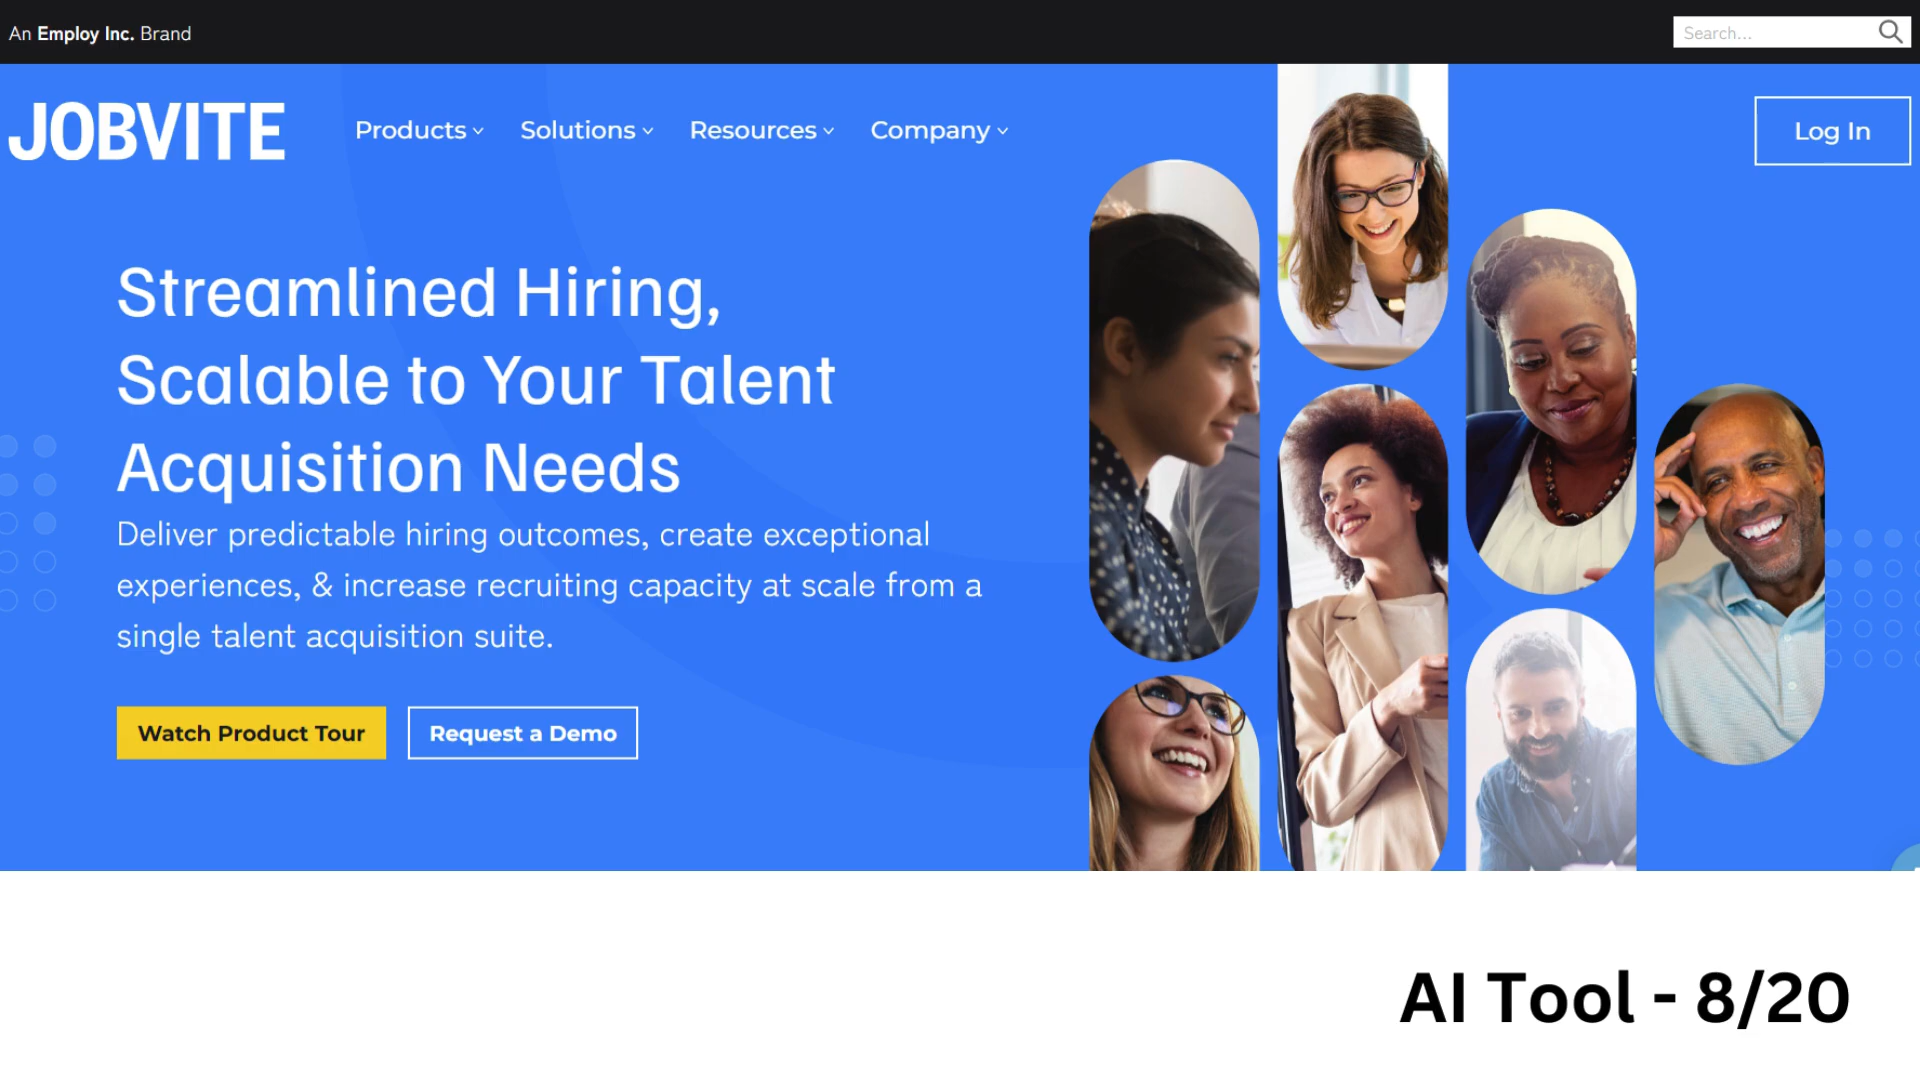 An Employ Inc. Brand
Search...
JOBVITE
Products
Solutions
Resources
Company
Log In
Streamlined Hiring,
Scalable to Your Talent
Acquisition Needs
Deliver predictable hiring outcomes, create exceptional
experiences, & increase recruiting capacity at scale from a
single talent acquisition suite.
Watch Product Tour
Request a Demo
AI Tool - 8/20